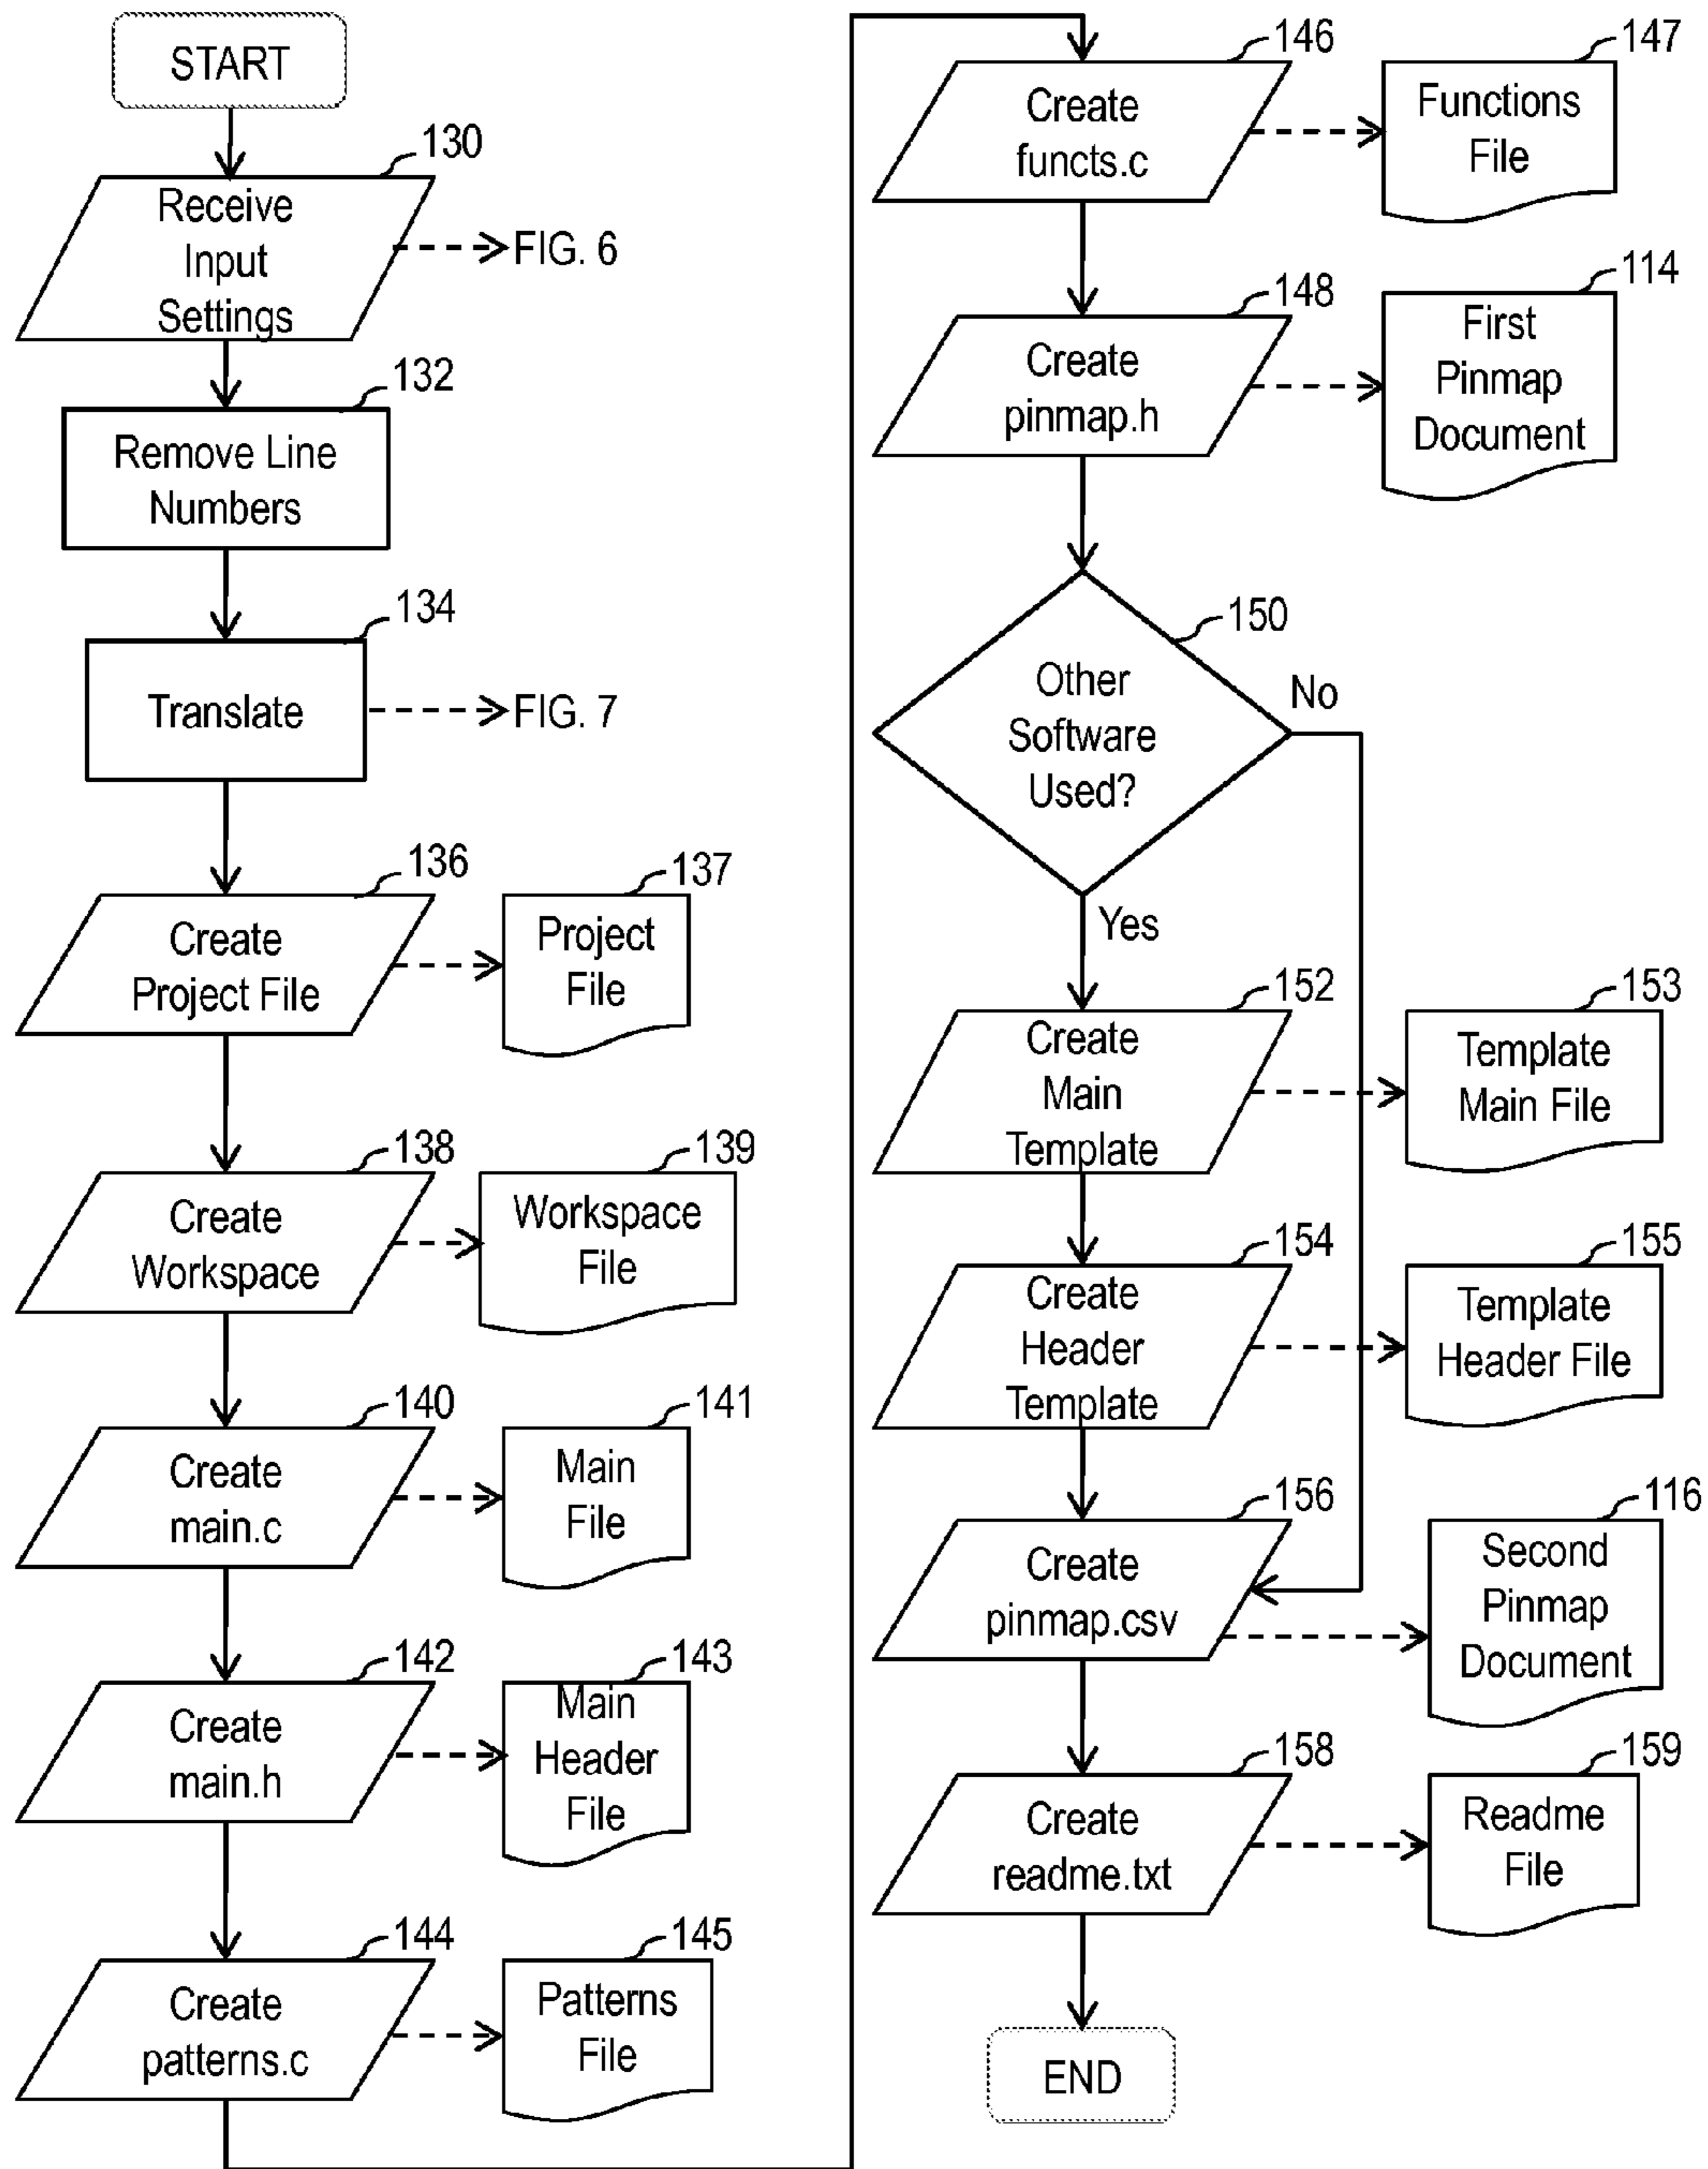 START
130
Receive
Input
Settings
FIG. 6
132
Remove Line
Numbers
134
Translate
FIG. 7
136
Create
Project File
137
Project
File
138
Create
Workspace
139
Workspace
File
140
Create
main.c
141
Main
File
142
Create
main.h
143
Main
Header
File
144
Create
patterns.c
145
Patterns
File
146
Create
functs.c
147
Functions
File
148
Create
pinmap.h
114
First
Pinmap
Document
150
Other
Software
Used?
No
Yes
152
Create
Main
Template
153
Template
Main File
154
Create
Header
Template
155
Template
Header File
156
Create
pinmap.csv
116
Second
Pinmap
Document
158
Create
readme.txt
159
Readme
File
END